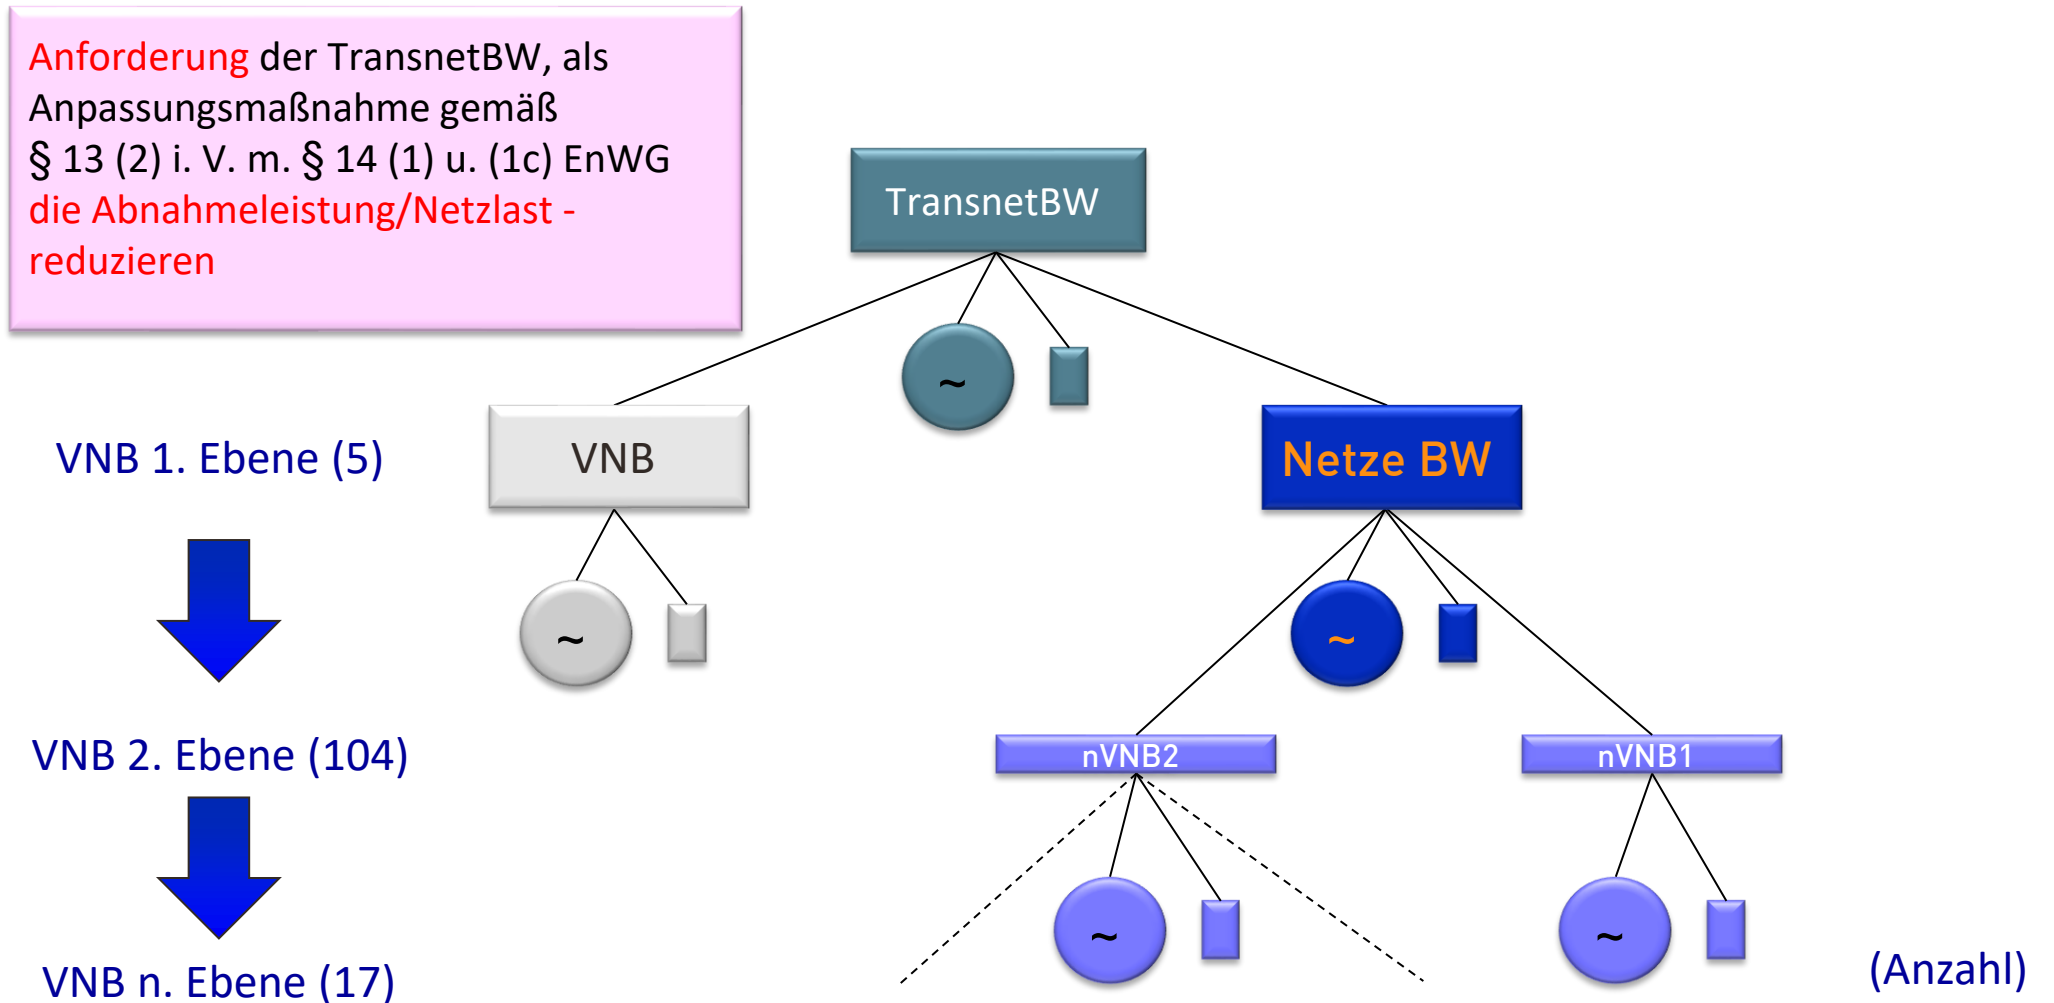 Anforderung der TransnetBW, als
Anpassungsmaßnahme gemäß
§ 13 (2) i. V. m. § 14 (1) u. (1c) EnWG
die Abnahmeleistung/Netzlast -
reduzieren
TransnetBW
~
VNB 1. Ebene (5)
VNB
Netze BW
~
~
VNB 2. Ebene (104)
nVNB2
nVNB1
~
~
VNB n. Ebene (17)
(Anzahl)